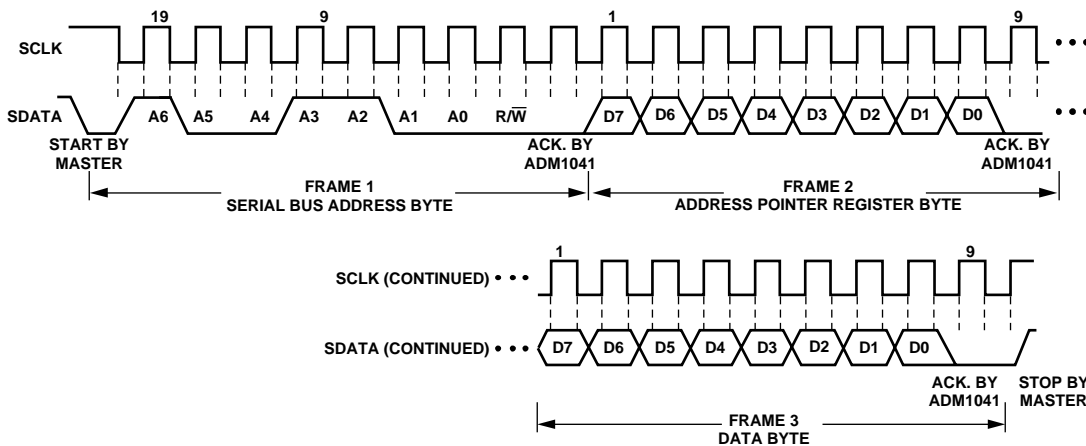 19 9 1 9
SCLK
SDATA A6 A5 A4 A3 A2 A1 A0 R/W̅ D7 D6 D5 D4 D3 D2 D1 D0
START BY
MASTER
ACK. BY
ADM1041
ACK. BY
ADM1041
FRAME 1
SERIAL BUS ADDRESS BYTE
FRAME 2
ADDRESS POINTER REGISTER BYTE
1 9
SCLK (CONTINUED)
SDATA (CONTINUED) D7 D6 D5 D4 D3 D2 D1 D0
ACK. BY
ADM1041
STOP BY
MASTER
FRAME 3
DATA BYTE